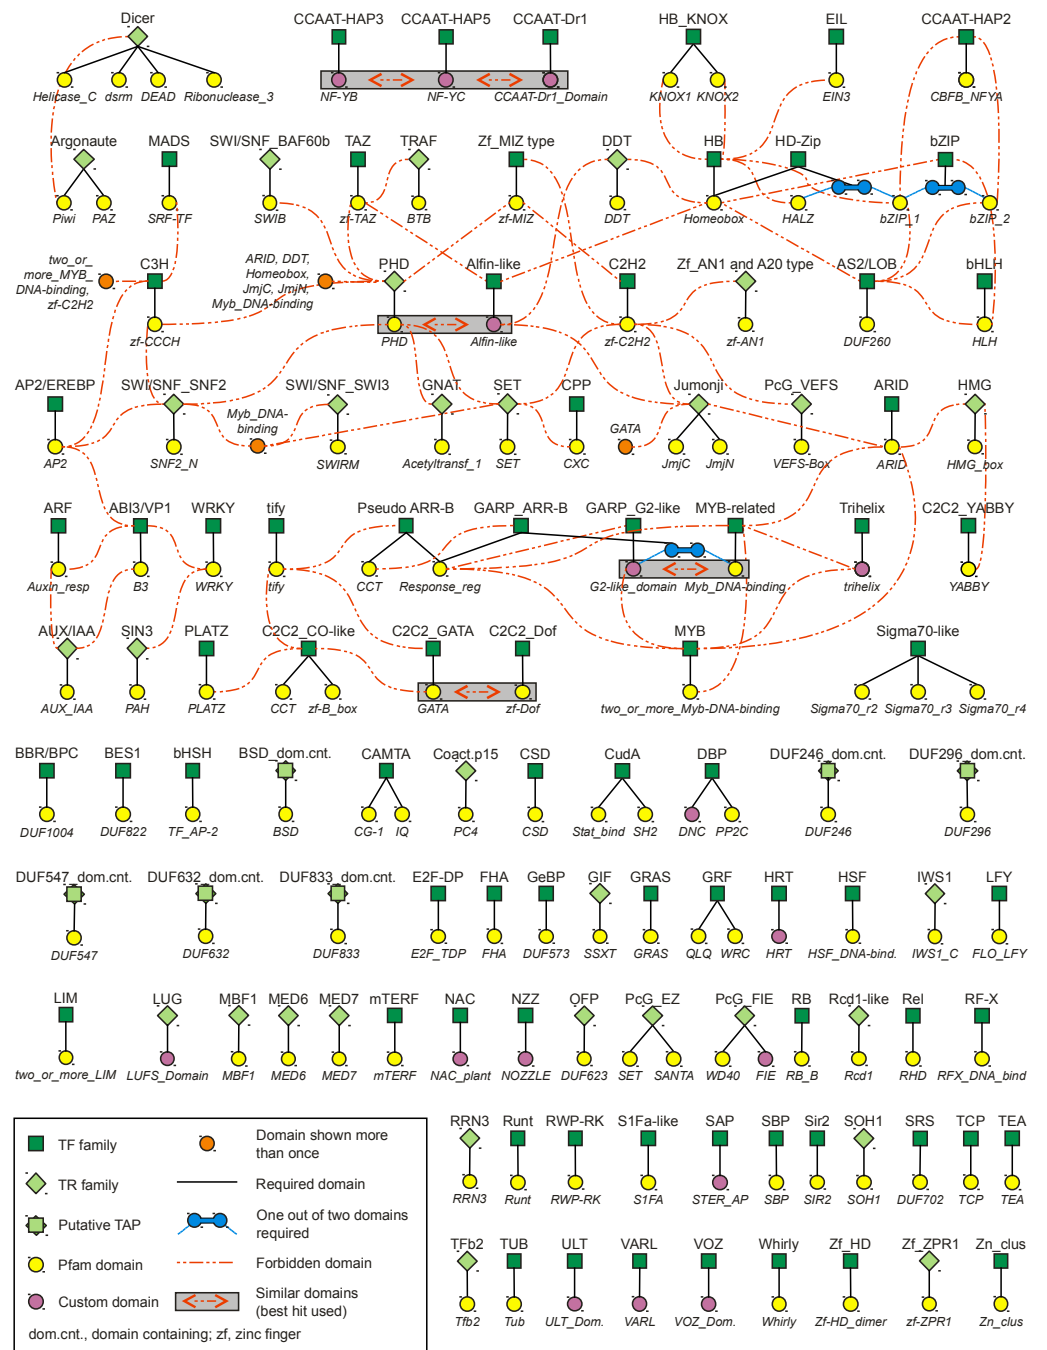 Dicer CCAAT-HAP3 CCAAT-HAP5 CCAAT-Dr1 HB_KNOX EIL CCAAT-HAP2
Helicase_C dsrm DEAD Ribonuclease_3 NF-YB NF-YC CCAAT-Dr1_Domain KNOX1 KNOX2 EIN3 CBFB_NFYA
Argonaute MADS SWI/SNF_BAF60b TAZ TRAF Zf_MIZ type DDT HB HD-Zip bZIP
Piwi PAZ SRF-TF SWIB zf-TAZ BTB zf-MIZ DDT Homeobox HALZ bZIP_1 bZIP_2
two_or_
more_MYB_
DNA-binding,
zf-C2H2
C3H
ARID, DDT,
Homeobox,
JmjC, JmjN,
Myb_DNA-binding
PHD Alfin-like C2H2 Zf_AN1 and A20 type AS2/LOB bHLH
zf-CCCH PHD Alfin-like zf-C2H2 zf-AN1 DUF260 HLH
AP2/EREBP SWI/SNF_SNF2 SWI/SNF_SWI3 GNAT SET CPP Jumonji PcG_VEFS ARID HMG
Myb_DNA-
binding
GATA
AP2 SNF2_N SWIRM Acetyltransf_1 SET CXC JmjC JmjN VEFS-Box ARID HMG_box
ARF ABI3/VP1 WRKY tify Pseudo ARR-B GARP_ARR-B GARP_G2-like MYB-related Trihelix C2C2_YABBY
Auxin_resp B3 WRKY tify CCT Response_reg G2-like_domain Myb_DNA-binding trihelix YABBY
AUX/IAA SIN3 PLATZ C2C2_CO-like C2C2_GATA C2C2_Dof MYB Sigma70-like
AUX_IAA PAH PLATZ CCT zf-B_box GATA zf-Dof two_or_more_Myb-DNA-binding Sigma70_r2 Sigma70_r3 Sigma70_r4
BBR/BPC BES1 bHSH BSD_dom.cnt. CAMTA Coact.p15 CSD CudA DBP DUF246_dom.cnt. DUF296_dom.cnt.
DUF1004 DUF822 TF_AP-2 BSD CG-1 IQ PC4 CSD Stat_bind SH2 DNC PP2C DUF246 DUF296
DUF547_dom.cnt. DUF632_dom.cnt. DUF833_dom.cnt. E2F-DP FHA GeBP GIF GRAS GRF HRT HSF IWS1 LFY
DUF547 DUF632 DUF833 E2F_TDP FHA DUF573 SSXT GRAS QLQ WRC HRT HSF_DNA-bind. IWS1_C FLO_LFY
LIM LUG MBF1 MED6 MED7 mTERF NAC NZZ OFP PcG_EZ PcG_FIE RB Rcd1-like Rel RF-X
two_or_more_LIM LUFS_Domain MBF1 MED6 MED7 mTERF NAC_plant NOZZLE DUF623 SET SANTA WD40 FIE RB_B Rcd1 RHD RFX_DNA_bind
RRN3 Runt RWP-RK S1Fa-like SAP SBP Sir2 SOH1 SRS TCP TEA
RRN3 Runt RWP-RK S1FA STER_AP SBP SIR2 SOH1 DUF702 TCP TEA
TFb2 TUB ULT VARL VOZ Whirly Zf_HD Zf_ZPR1 Zn_clus
Tfb2 Tub ULT_Dom. VARL VOZ_Dom. Whirly Zf-HD_dimer zf-ZPR1 Zn_clus
TF family
TR family
Putative TAP
Pfam domain
Custom domain
Domain shown more
than once
Required domain
One out of two domains
required
Forbidden domain
Similar domains
(best hit used)
dom.cnt., domain containing; zf, zinc finger